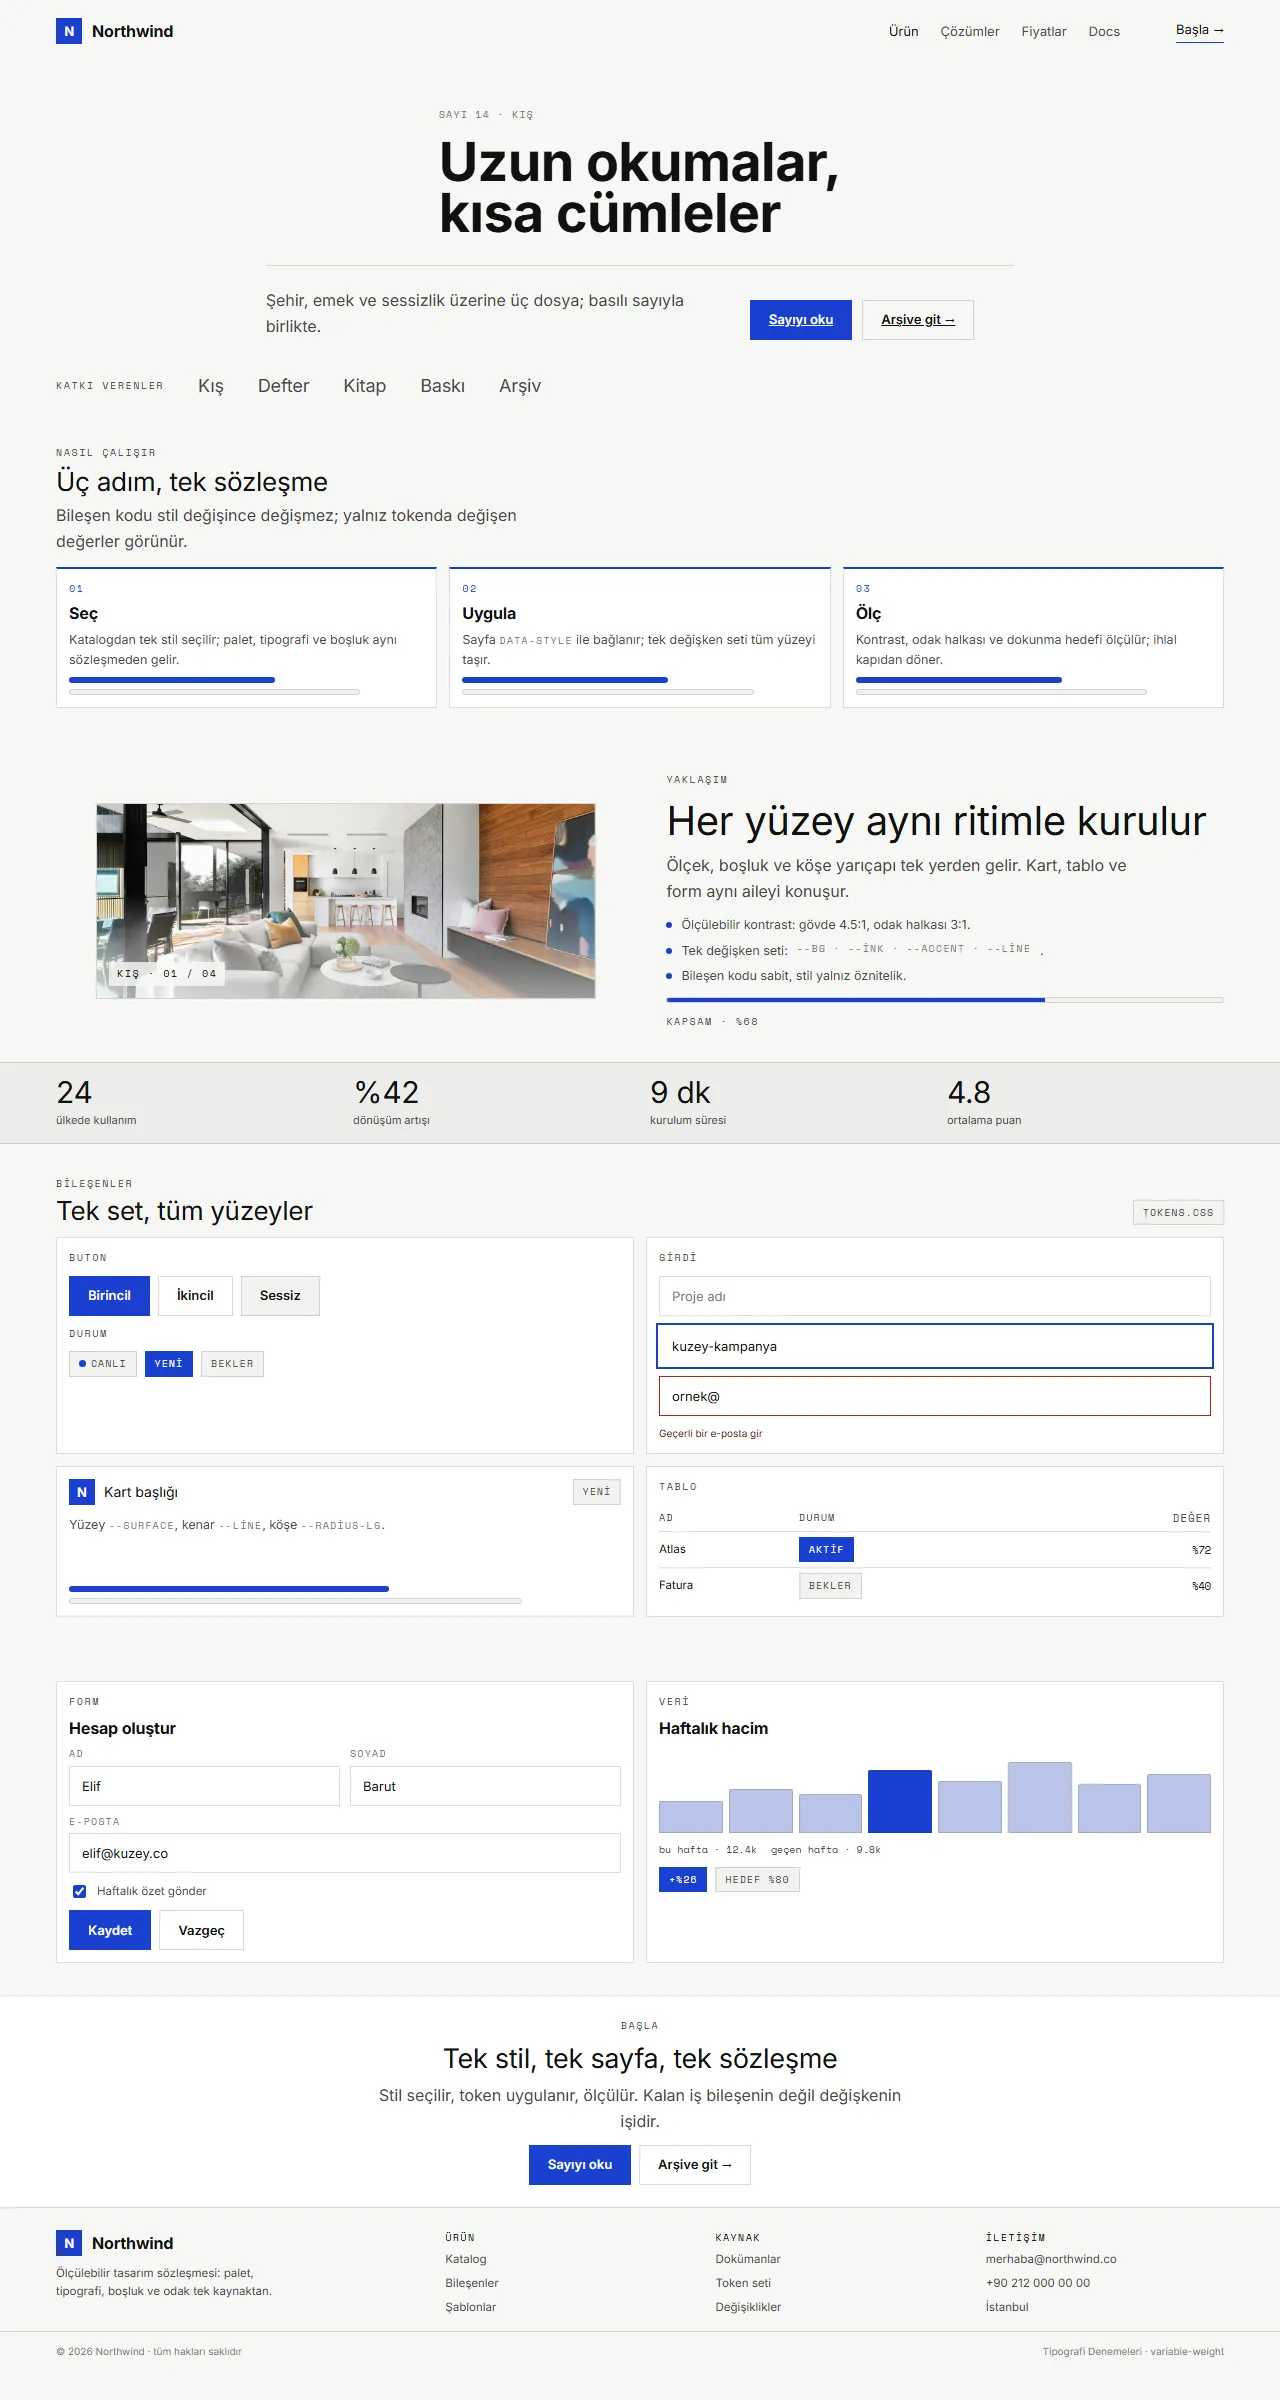 N Northwind
Ürün Çözümler Fiyatlar Docs Başla →
SAYI 14 · KIŞ
Uzun okumalar,
kısa cümleler
Şehir, emek ve sessizlik üzerine üç dosya; basılı sayıyla
birlikte.
Sayıyı oku Arşive git →
KATKI VERENLER Kış Defter Kitap Baskı Arşiv
NASIL ÇALIŞIR
Üç adım, tek sözleşme
Bileşen kodu stil değişince değişmez; yalnız tokenda değişen
değerler görünür.
01
Seç
Katalogdan tek stil seçilir; palet, tipografi ve boşluk aynı
sözleşmeden gelir.
02
Uygula
Sayfa DATA-STYLE ile bağlanır; tek değişken seti tüm yüzeyi
taşır.
03
Ölç
Kontrast, odak halkası ve dokunma hedefi ölçülür; ihlal
kapıdan döner.
KIŞ · 01 / 04
YAKLAŞIM
Her yüzey aynı ritimle kurulur
Ölçek, boşluk ve köşe yarıçapı tek yerden gelir. Kart, tablo ve
form aynı aileyi konuşur.
Ölçülebilir kontrast: gövde 4.5:1, odak halkası 3:1.
Tek değişken seti: --BG · --İNK · --ACCENT · --LİNE .
Bileşen kodu sabit, stil yalnız öznitelik.
KAPSAM · %68
24
ülkede kullanım
%42
dönüşüm artışı
9 dk
kurulum süresi
4.8
ortalama puan
BİLEŞENLER
Tek set, tüm yüzeyler
TOKENS.CSS
BUTON
Birincil İkincil Sessiz
DURUM
CANLI YENİ BEKLER
GİRDİ
Proje adı
kuzey-kampanya
ornek@
Geçerli bir e-posta gir
N Kart başlığı YENİ
Yüzey --SURFACE, kenar --LİNE, köşe --RADİUS-LG.
TABLO
AD DURUM DEĞER
Atlas AKTİF %72
Fatura BEKLER %40
FORM
Hesap oluştur
AD SOYAD
Elif Barut
E-POSTA
elif@kuzey.co
Haftalık özet gönder
Kaydet Vazgeç
VERİ
Haftalık hacim
bu hafta · 12.4k geçen hafta · 9.8k
+%26 HEDEF %80
BAŞLA
Tek stil, tek sayfa, tek sözleşme
Stil seçilir, token uygulanır, ölçülür. Kalan iş bileşenin değil değişkenin
işidir.
Sayıyı oku Arşive git →
N Northwind
Ölçülebilir tasarım sözleşmesi: palet,
tipografi, boşluk ve odak tek kaynaktan.
ÜRÜN
Katalog
Bileşenler
Şablonlar
KAYNAK
Dokümanlar
Token seti
Değişiklikler
İLETİŞİM
merhaba@northwind.co
+90 212 000 00 00
İstanbul
© 2026 Northwind · tüm hakları saklıdır
Tipografi Denemeleri · variable-weight